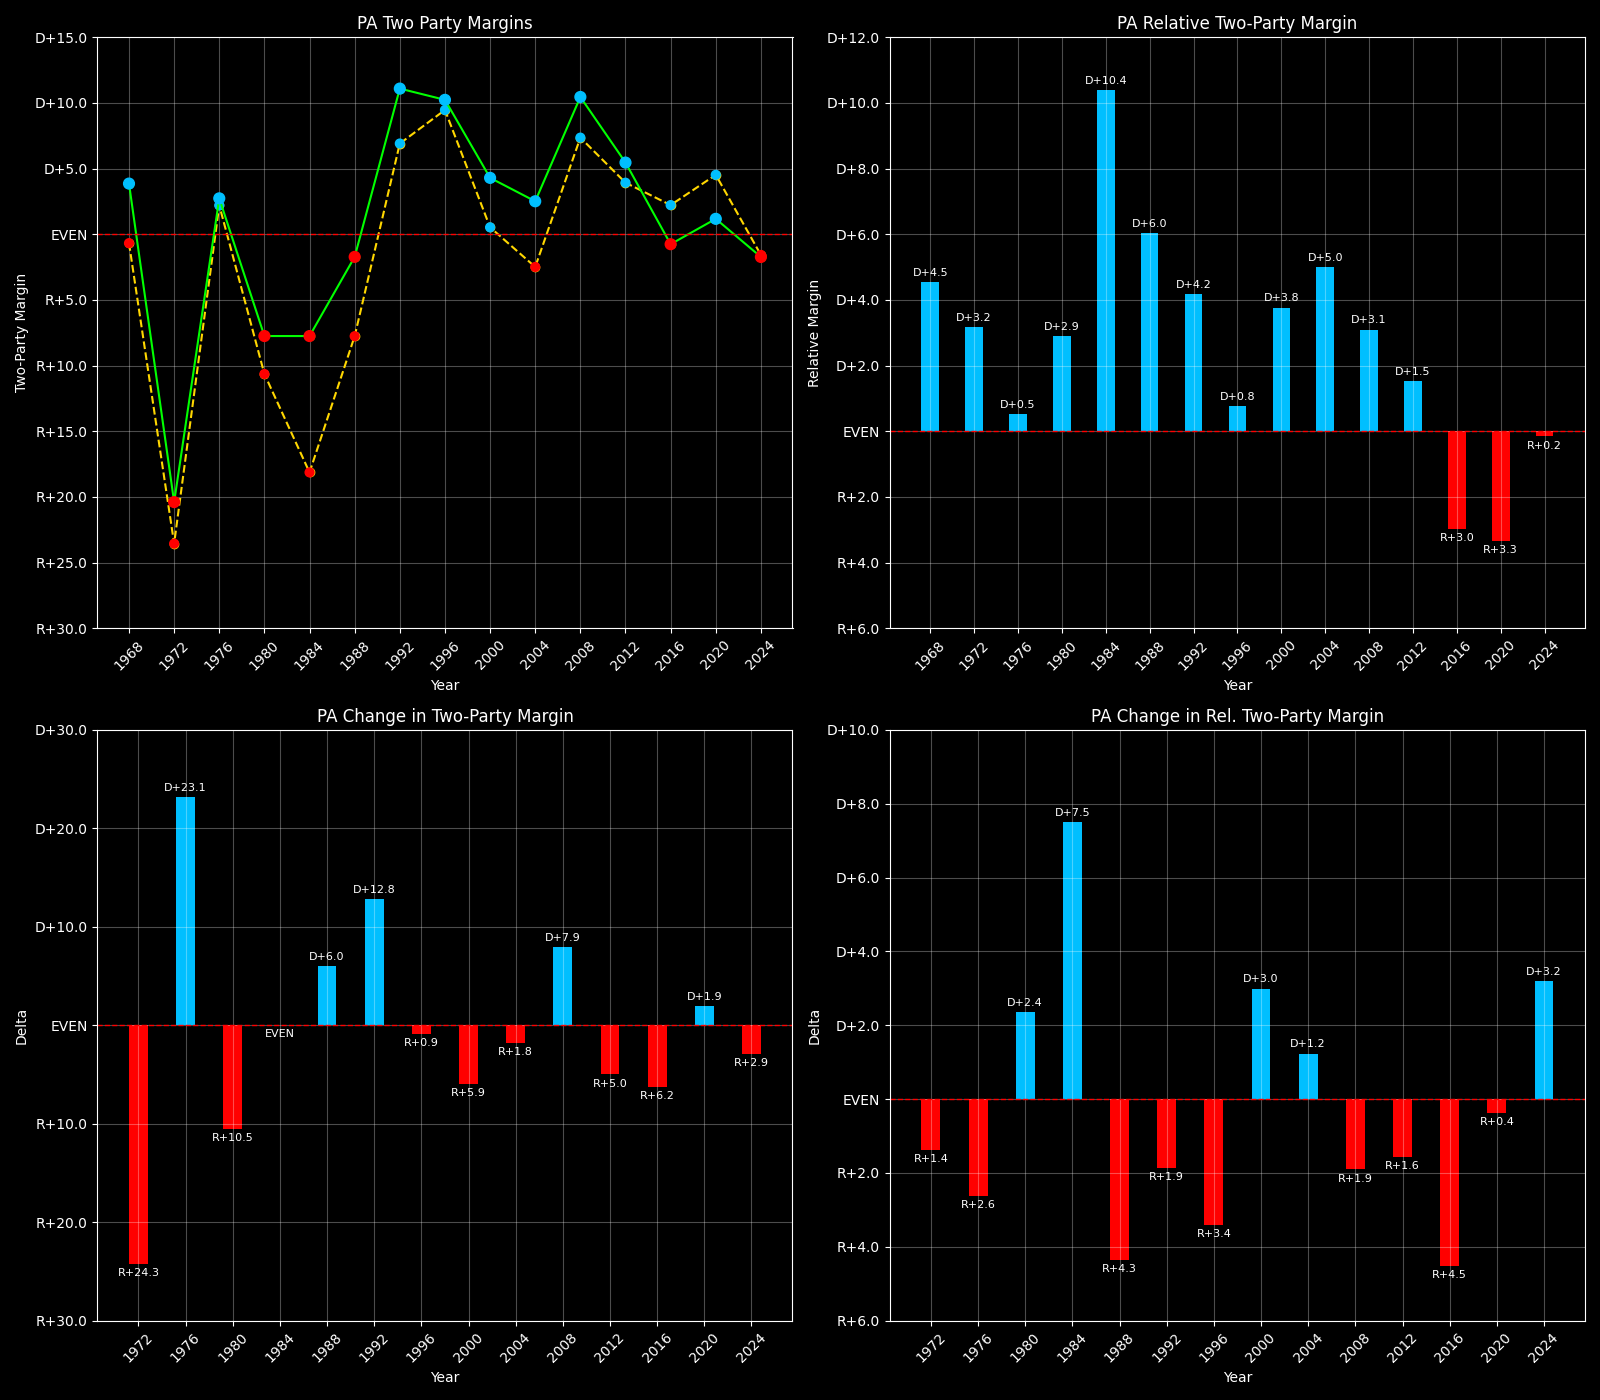 PA Two Party Margins
D+15.0
D+10.0
D+5.0
EVEN
R+5.0
R+10.0
R+15.0
R+20.0
R+25.0
R+30.0
Two-Party Margin
1968 1972 1976 1980 1984 1988 1992 1996 2000 2004 2008 2012 2016 2020 2024
Year
PA Relative Two-Party Margin
D+12.0
D+10.0
D+8.0
D+6.0
D+4.0
D+2.0
EVEN
R+2.0
R+4.0
R+6.0
Relative Margin
D+4.5 D+3.2 D+0.5 D+2.9 D+10.4 D+6.0 D+4.2 D+0.8 D+3.8 D+5.0 D+3.1 D+1.5 R+3.0 R+3.3 R+0.2
1968 1972 1976 1980 1984 1988 1992 1996 2000 2004 2008 2012 2016 2020 2024
Year
PA Change in Two-Party Margin
D+30.0
D+20.0
D+10.0
EVEN
R+10.0
R+20.0
R+30.0
Delta
R+24.3 D+23.1 R+10.5 EVEN D+6.0 D+12.8 R+0.9 R+5.9 R+1.8 D+7.9 R+5.0 R+6.2 D+1.9 R+2.9
1972 1976 1980 1984 1988 1992 1996 2000 2004 2008 2012 2016 2020 2024
Year
PA Change in Rel. Two-Party Margin
D+10.0
D+8.0
D+6.0
D+4.0
D+2.0
EVEN
R+2.0
R+4.0
R+6.0
Delta
R+1.4 R+2.6 D+2.4 D+7.5 R+4.3 R+1.9 R+3.4 D+3.0 D+1.2 R+1.9 R+1.6 R+4.5 R+0.4 D+3.2
1972 1976 1980 1984 1988 1992 1996 2000 2004 2008 2012 2016 2020 2024
Year